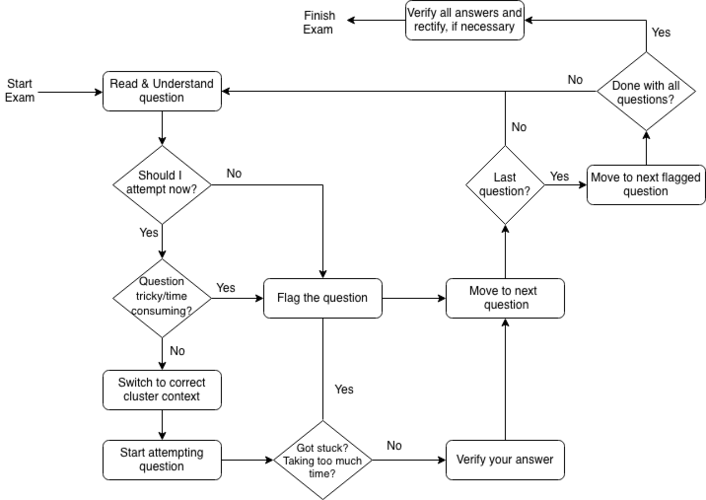 Finish
Exam
Verify all answers and
rectify, if necessary
Yes
Start
Exam
Read & Understand
question
No
Done with all
questions?
No
Should I
attempt now?
No
Last
question?
Yes
Move to next flagged
question
Yes
Question
tricky/time
consuming?
Yes
Flag the question
Move to next
question
No
Switch to correct
cluster context
Yes
Start attempting
question
Got stuck?
Taking too much
time?
No
Verify your answer